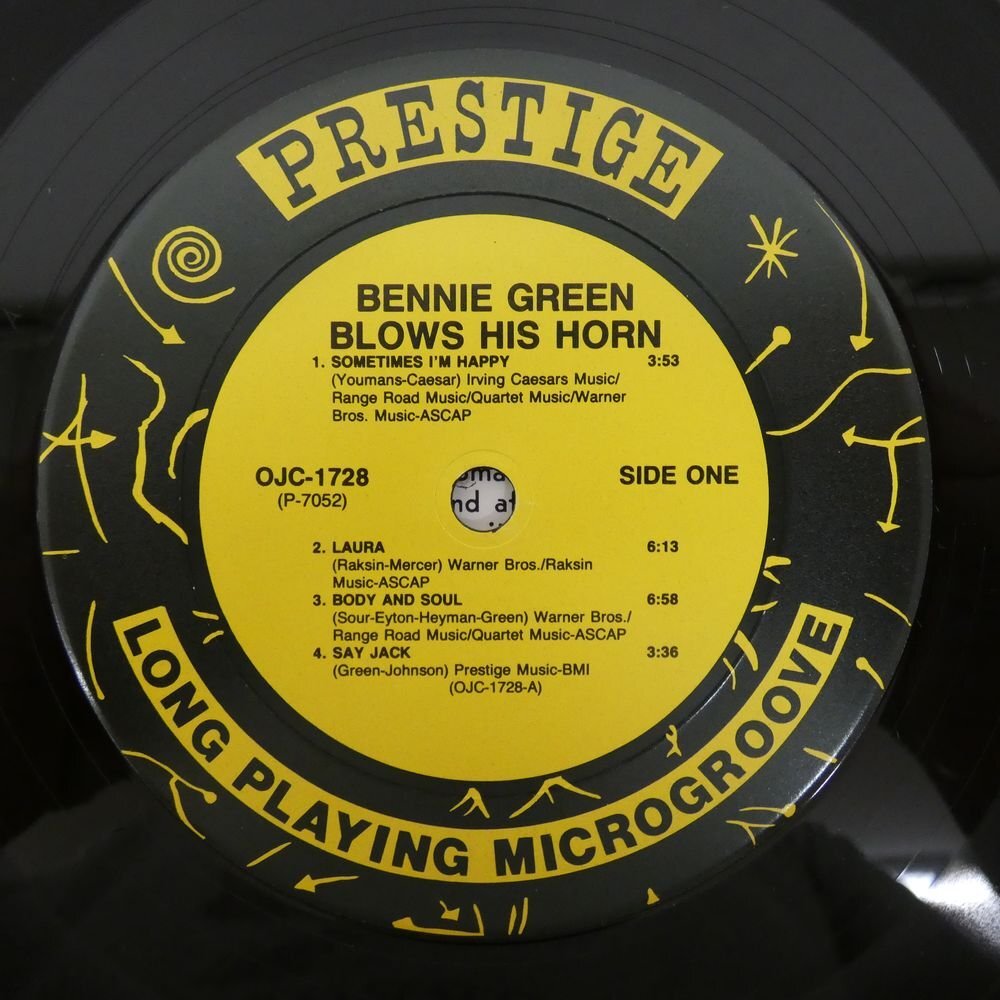 PRESTIGE
BENNIE GREEN
BLOWS HIS HORN
1. SOMETIMES I'M HAPPY 3:53
(Youmans-Caesar) Irving Caesars Music/
Range Road Music/Quartet Music/Warner
Bros. Music-ASCAP
OJC-1728 SIDE ONE
(P-7052)
nd
2. LAURA 6:13
(Raksin-Mercer) Warner Bros./Raksin
Music-ASCAP
3. BODY AND SOUL 6:58
(Sour-Eyton-Heyman-Green) Warner Bros./
Range Road Music/Quartet Music-ASCAP
4. SAY JACK 3:36
(Green-Johnson) Prestige Music-BMI
(OJC-1728-A)
LONG PLAYING MICROGROOVE